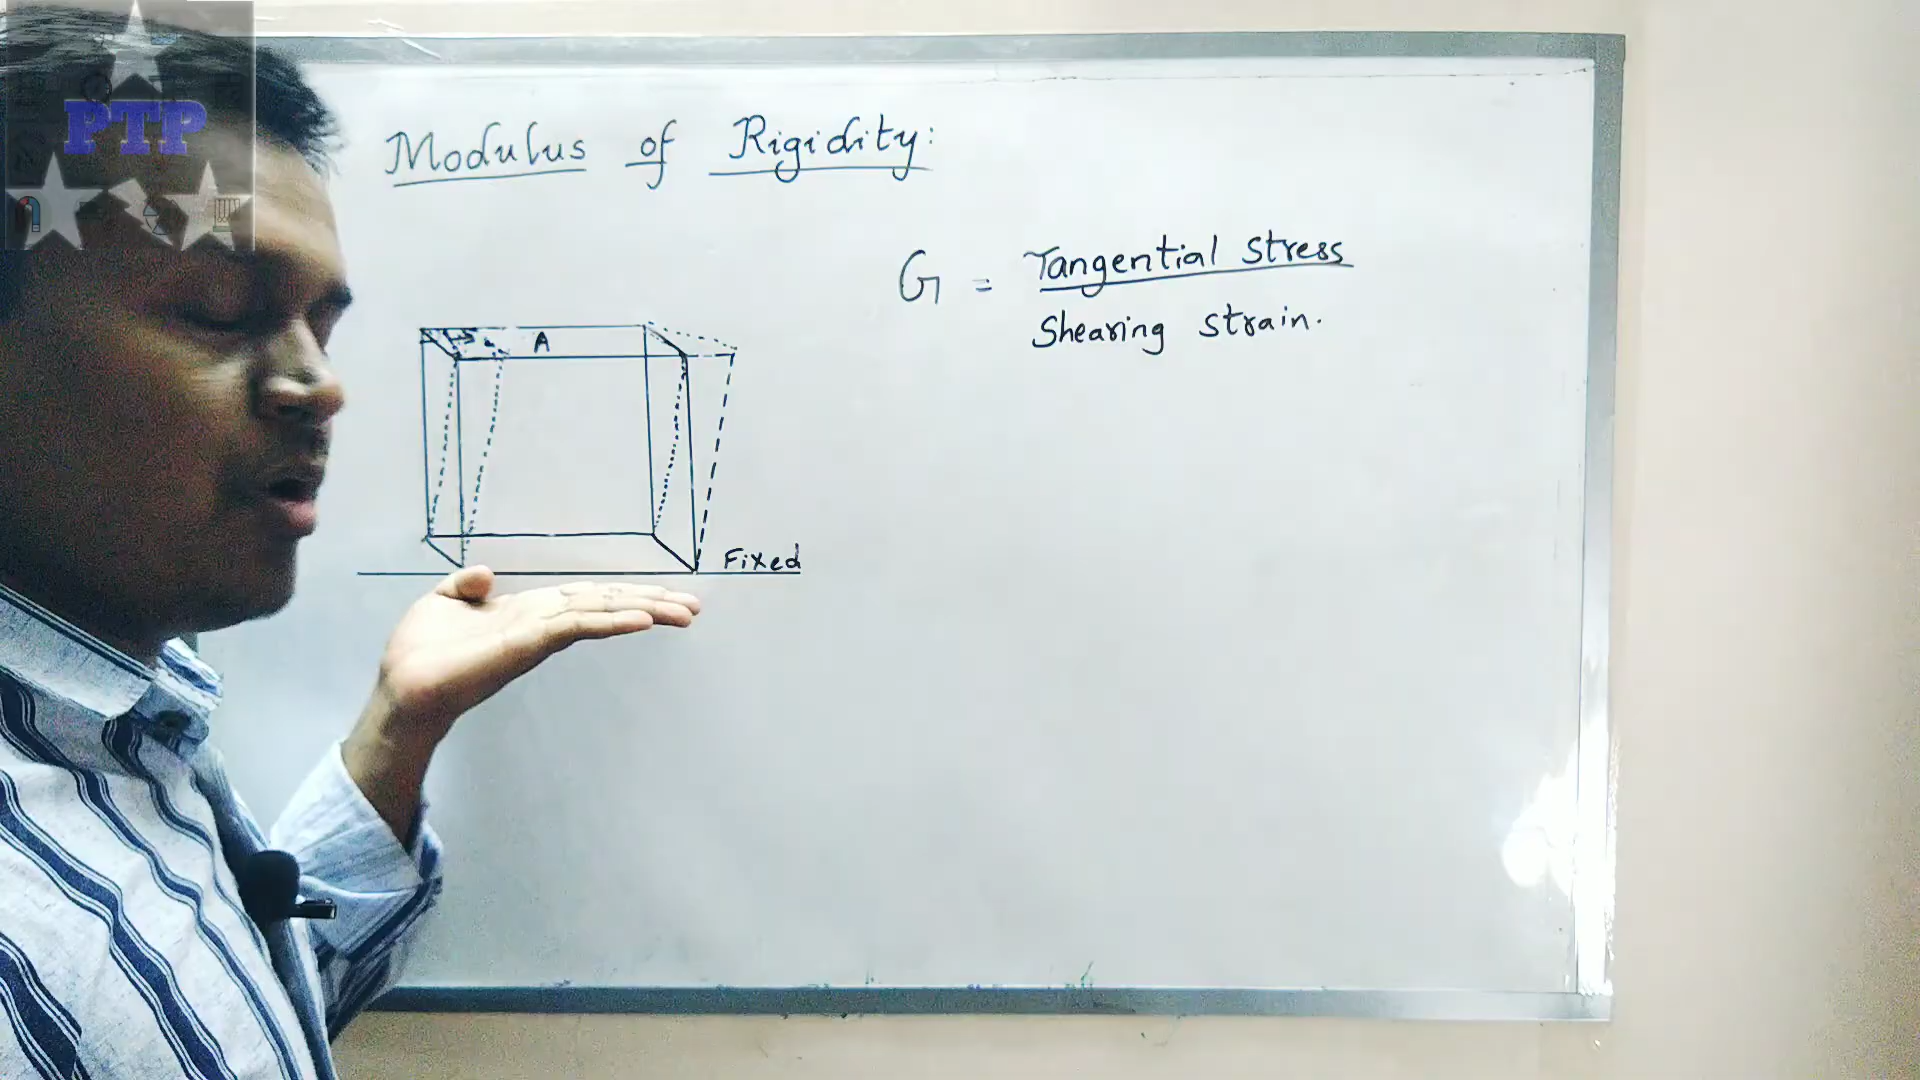 PTP
Modulus of Rigidity:
G = Tangential Stress
Shearing strain.
A
Fixed